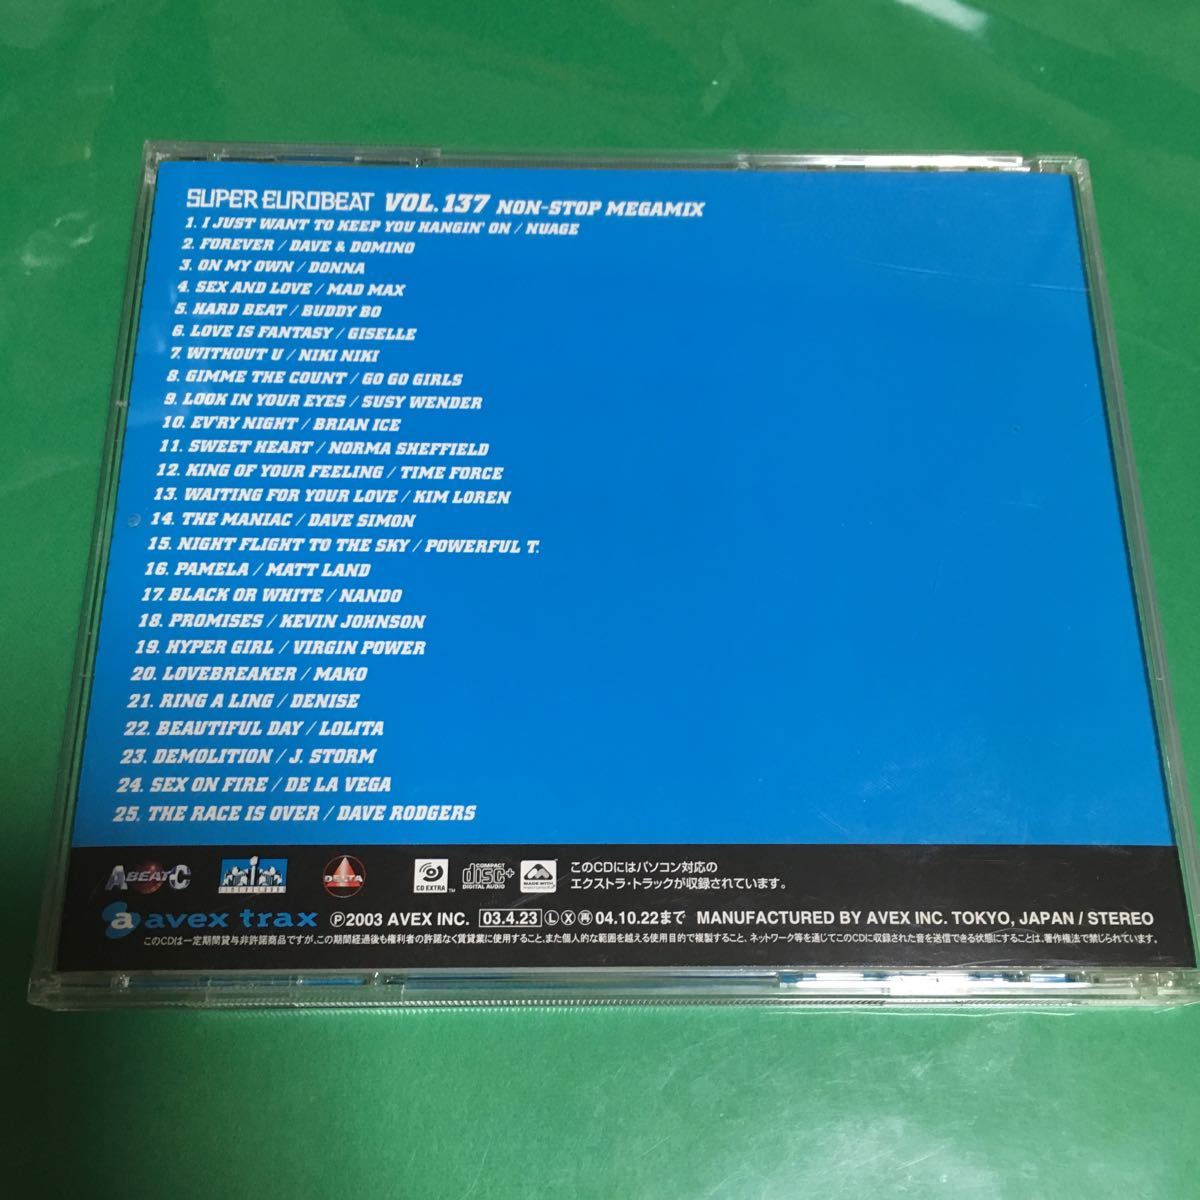 SUPER EUROBEAT VOL. 137 NON-STOP MEGAMIX
1. I JUST WANT TO KEEP YOU HANGIN' ON / NUAGE
2. FOREVER / DAVE & DOMINO
3. ON MY OWN / DONNA
4. SEX AND LOVE / MAD MAX
5. HARD BEAT / BUDDY BO
6. LOVE IS FANTASY / GISELLE
7. WITHOUT U / NIKI NIKI
8. GIMME THE COUNT / GO GO GIRLS
9. LOOK IN YOUR EYES / SUSY WENDER
10. EV'RY NIGHT / BRIAN ICE
11. SWEET HEART / NORMA SHEFFIELD
12. KING OF YOUR FEELING / TIME FORCE
13. WAITING FOR YOUR LOVE / KIM LOREN
14. THE MANIAC / DAVE SIMON
15. NIGHT FLIGHT TO THE SKY / POWERFUL T.
16. PAMELA / MATT LAND
17. BLACK OR WHITE / NANDO
18. PROMISES / KEVIN JOHNSON
19. HYPER GIRL / VIRGIN POWER
20. LOVEBREAKER / MAKO
21. RING A LING / DENISE
22. BEAUTIFUL DAY / LOLITA
23. DEMOLITION / J. STORM
24. SEX ON FIRE / DE LA VEGA
25. THE RACE IS OVER / DAVE RODGERS
A BEAT C DELTA CD EXTRA TM COMPACT disc+ DIGITAL AUDIO MADE WITH このCDにはパソコン対応の
エクストラ・トラックが収録されています。
a avex trax Ⓟ2003 AVEX INC. 03.4.23 Ⓛ Ⓧ 再 04.10.22まで MANUFACTURED BY AVEX INC. TOKYO, JAPAN / STEREO
このCDは一定期間貸与非許諾商品ですが、この期間経過後も権利者の許諾なく賃貸業に使用すること、また個人的な範囲を超える使用目的で複製すること、ネットワーク等を通じてこのCDに収録された音を送信できる状態にすることは、著作権法で禁じられています。